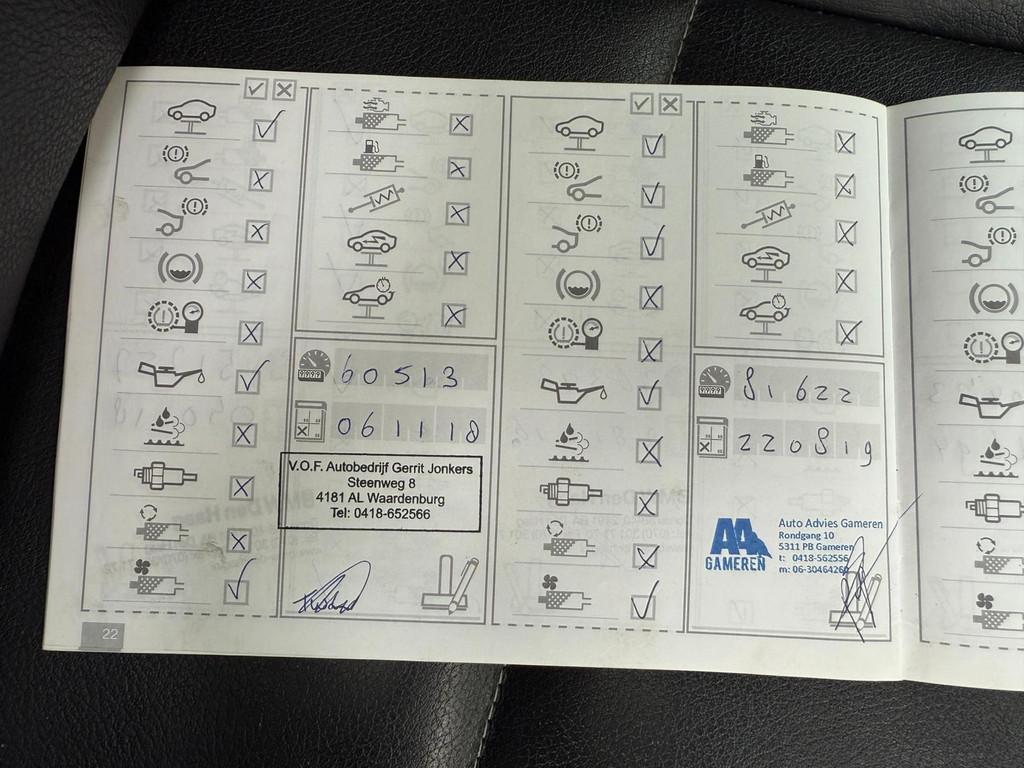 60513
061118
V.O.F. Autobedrijf Gerrit Jonkers
Steenweg 8
4181 AL Waardenburg
Tel: 0418-652566
22
81622
220819
AA
GAMEREN
Auto Advies Gameren
Rondgang 10
5311 PB Gameren
t: 0418-562556
m: 06-30464260